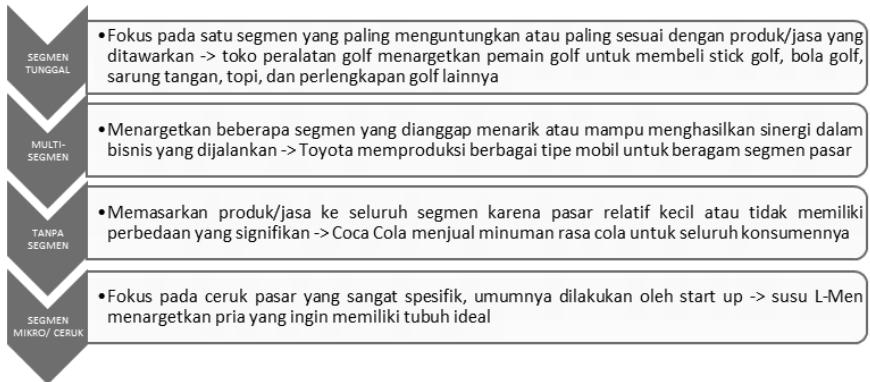 SEGMEN
TUNGGAL
•Fokus pada satu segmen yang paling menguntungkan atau paling sesuai dengan produk/jasa yang
ditawarkan -> toko peralatan golf menargetkan pemain golf untuk membeli stick golf, bola golf,
sarung tangan, topi, dan perlengkapan golf lainnya
MULTI-
SEGMEN
•Menargetkan beberapa segmen yang dianggap menarik atau mampu menghasilkan sinergi dalam
bisnis yang dijalankan -> Toyota memproduksi berbagai tipe mobil untuk beragam segmen pasar
TANPA
SEGMEN
•Memasarkan produk/jasa ke seluruh segmen karena pasar relatif kecil atau tidak memiliki
perbedaan yang signifikan -> Coca Cola menjual minuman rasa cola untuk seluruh konsumennya
SEGMEN
MIKRO/ CERUK
•Fokus pada ceruk pasar yang sangat spesifik, umumnya dilakukan oleh start up -> susu L-Men
menargetkan pria yang ingin memiliki tubuh ideal